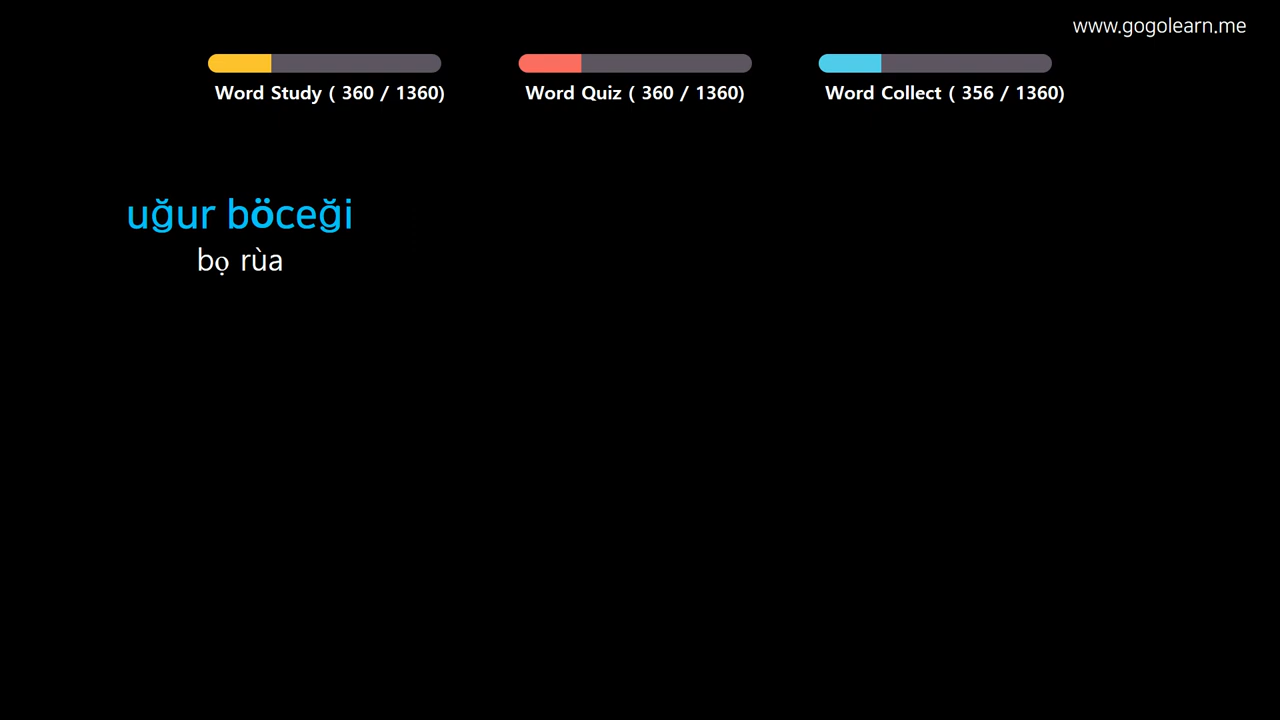 www.gogolearn.me
Word Study ( 360 / 1360)
Word Quiz ( 360 / 1360)
Word Collect ( 356 / 1360)
uğur böceği
bọ rùa